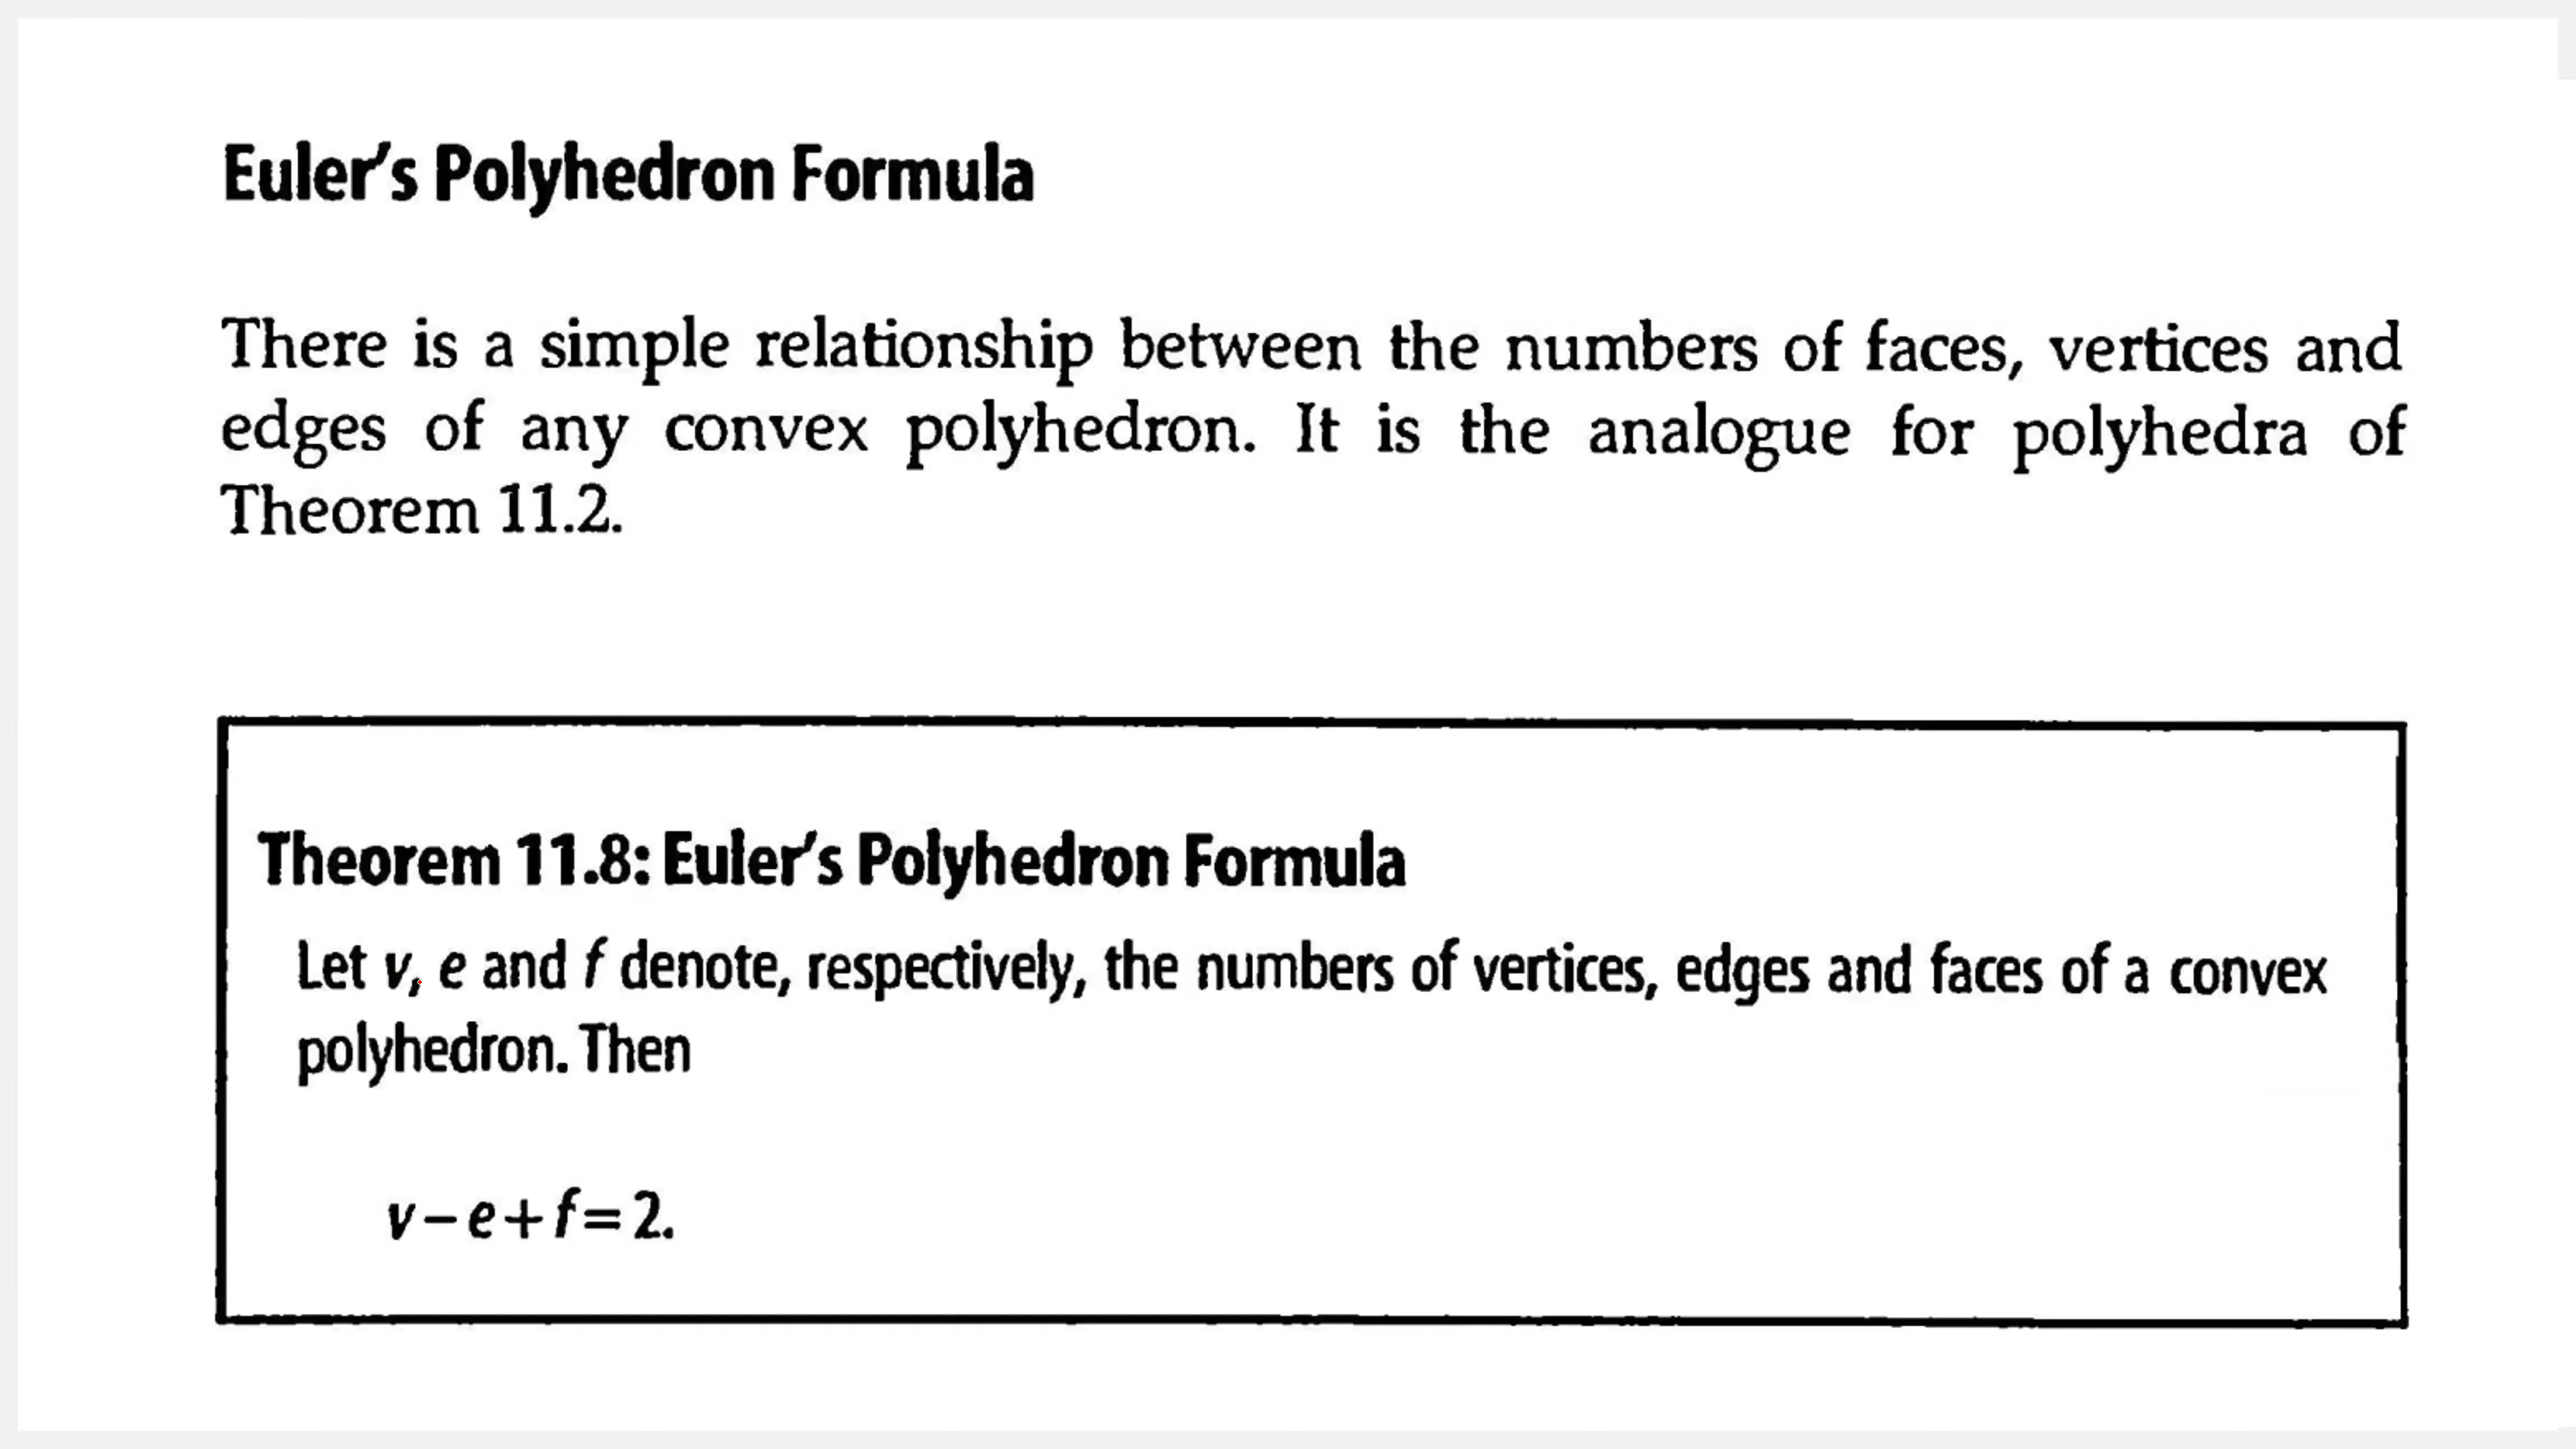 Euler's Polyhedron Formula
There is a simple relationship between the numbers of faces, vertices and
edges of any convex polyhedron. It is the analogue for polyhedra of
Theorem 11.2.
Theorem 11.8: Euler's Polyhedron Formula
Let v, e and f denote, respectively, the numbers of vertices, edges and faces of a convex
polyhedron. Then
v – e + f = 2.